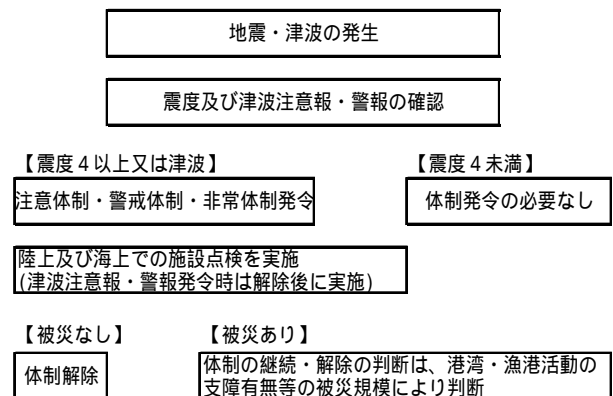 地震・津波の発生
震度及び津波注意報・警報の確認
【震度４以上又は津波】
【震度４未満】
注意体制・警戒体制・非常体制発令
体制発令の必要なし
陸上及び海上での施設点検を実施
(津波注意報・警報発令時は解除後に実施)
【被災なし】
【被災あり】
体制解除
体制の継続・解除の判断は、港湾・漁港活動の
支障有無等の被災規模により判断